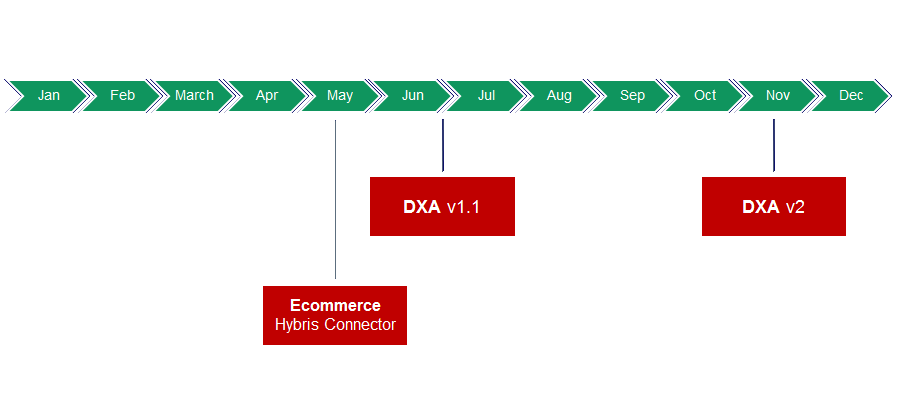 Jan Feb March Apr May Jun Jul Aug Sep Oct Nov Dec
DXA v1.1
DXA v2
Ecommerce
Hybris Connector